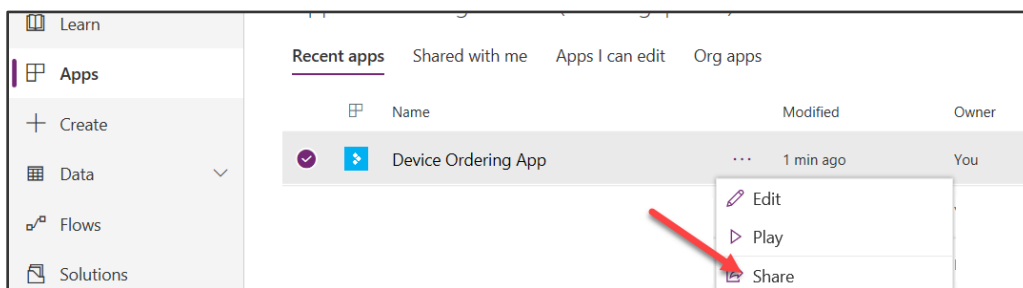 Learn
Apps
Create
Data
Flows
Solutions
Recent apps Shared with me Apps I can edit Org apps
Name Modified Owner
Device Ordering App ... 1 min ago You
Edit
Play
Share